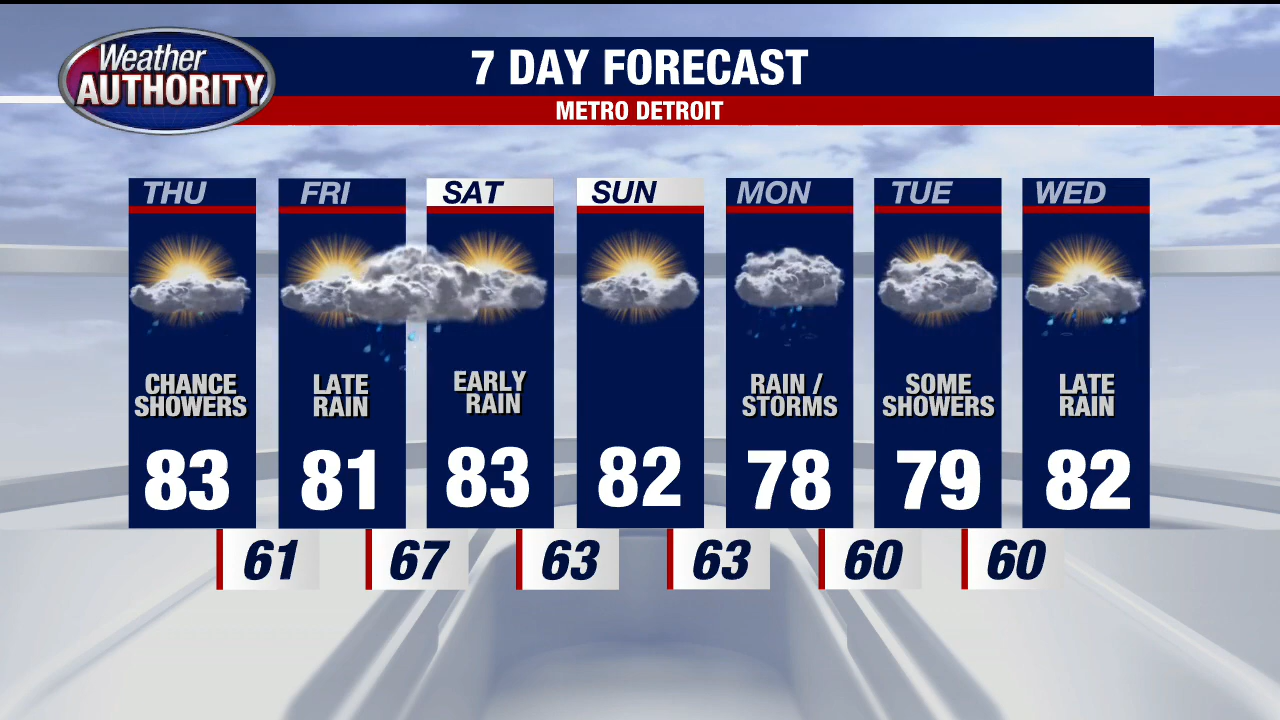 Weather
AUTHORITY
7 DAY FORECAST
METRO DETROIT
THU
FRI
SAT
SUN
MON
TUE
WED
CHANCE
SHOWERS
LATE
RAIN
EARLY
RAIN
RAIN /
STORMS
SOME
SHOWERS
LATE
RAIN
83
81
83
82
78
79
82
61
67
63
63
60
60